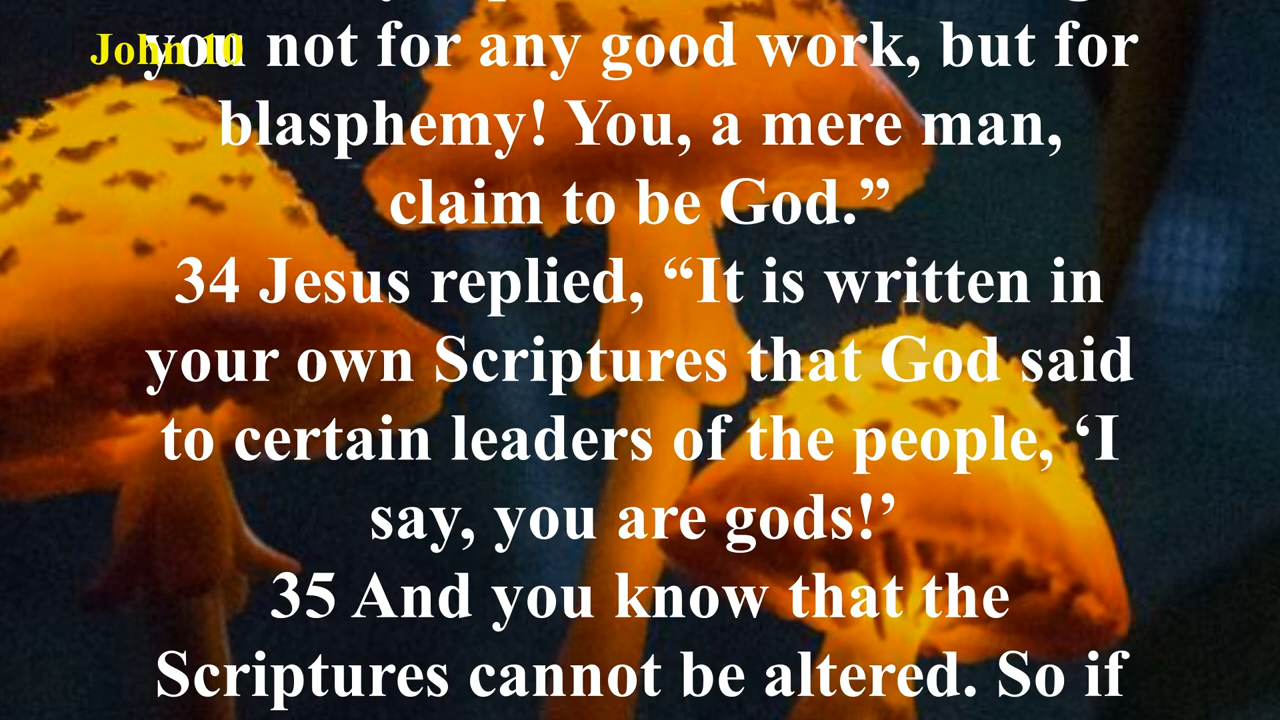 John 10
you not for any good work, but for
blasphemy! You, a mere man,
claim to be God.”
34 Jesus replied, “It is written in
your own Scriptures that God said
to certain leaders of the people, ‘I
say, you are gods!’
35 And you know that the
Scriptures cannot be altered. So if